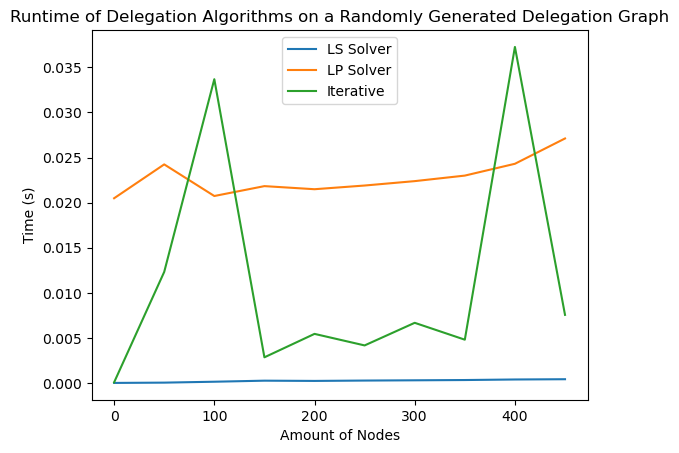 Runtime of Delegation Algorithms on a Randomly Generated Delegation Graph
LS Solver
LP Solver
Iterative
0.035
0.030
0.025
0.020
0.015
0.010
0.005
0.000
Time (s)
0 100 200 300 400
Amount of Nodes